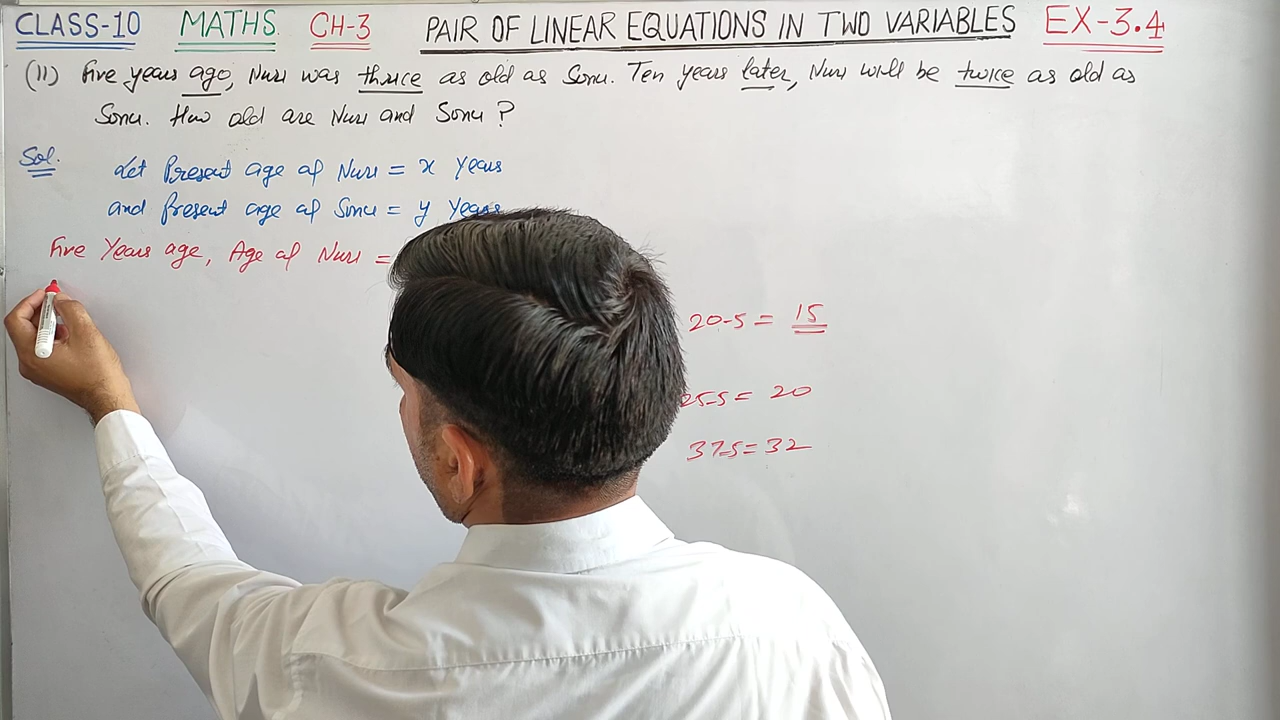 CLASS-10 MATHS CH-3 PAIR OF LINEAR EQUATIONS IN TWO VARIABLES EX-3.4
(II) Five years ago, Nuri was thrice as old as Sonu. Ten years later, Nuri will be twice as old as
Sonu. How old are Nuri and Sonu?
Sol. Let Present age of Nuri = x years
and Present age of Sonu = y years
Five Years age, Age of Nuri =
20-5 = 15
25-5 = 20
37-5 = 32